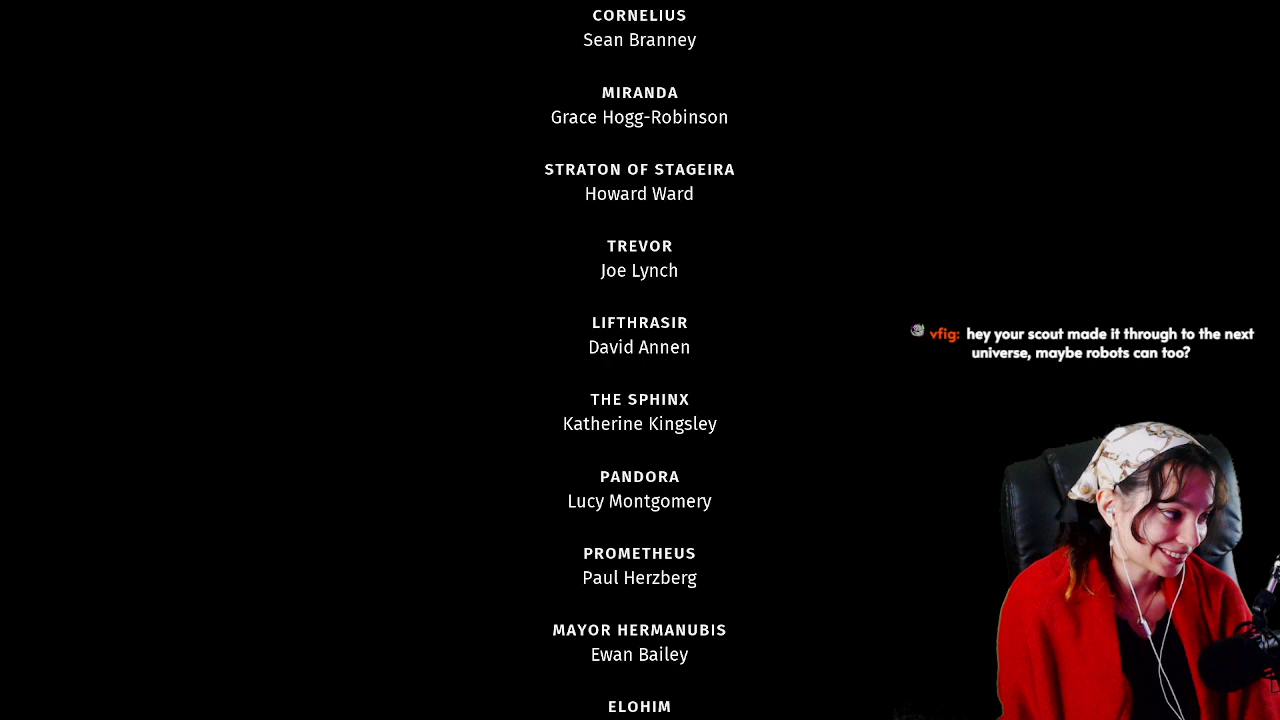 CORNELIUS
Sean Branney
MIRANDA
Grace Hogg-Robinson
STRATON OF STAGEIRA
Howard Ward
TREVOR
Joe Lynch
LIFTHRASIR
David Annen
THE SPHINX
Katherine Kingsley
PANDORA
Lucy Montgomery
PROMETHEUS
Paul Herzberg
MAYOR HERMANUBIS
Ewan Bailey
ELOHIM
vfig: hey your scout made it through to the next
universe, maybe robots can too?